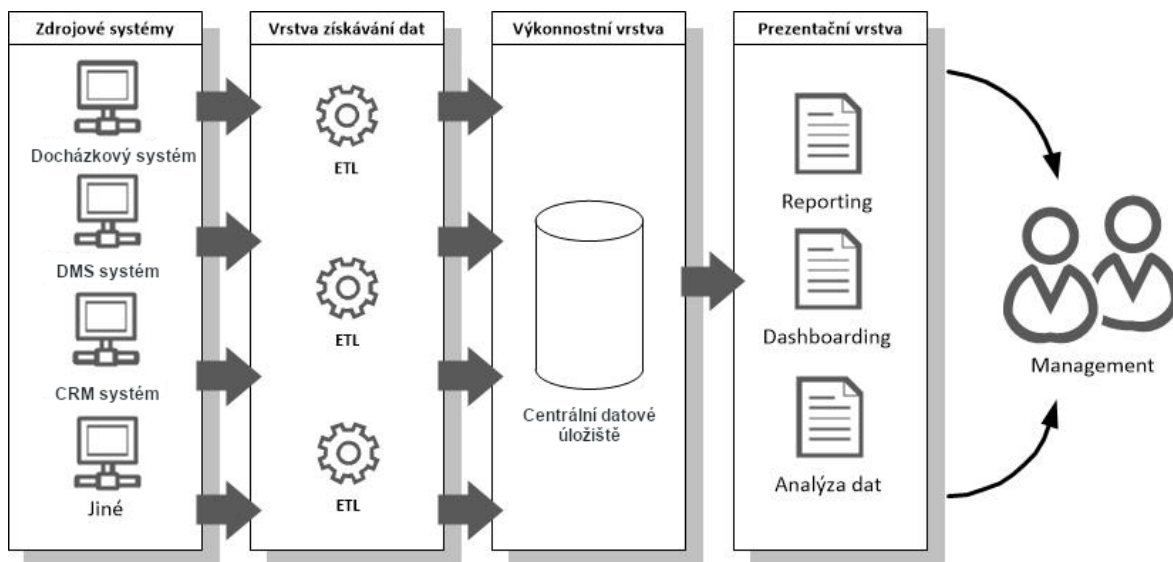 Zdrojové systémy
Docházkový systém
DMS systém
CRM systém
Jiné
Vrstva získávání dat
ETL
ETL
ETL
Výkonnostní vrstva
Centrální datové
úložiště
Prezentační vrstva
Reporting
Dashboarding
Analýza dat
Management